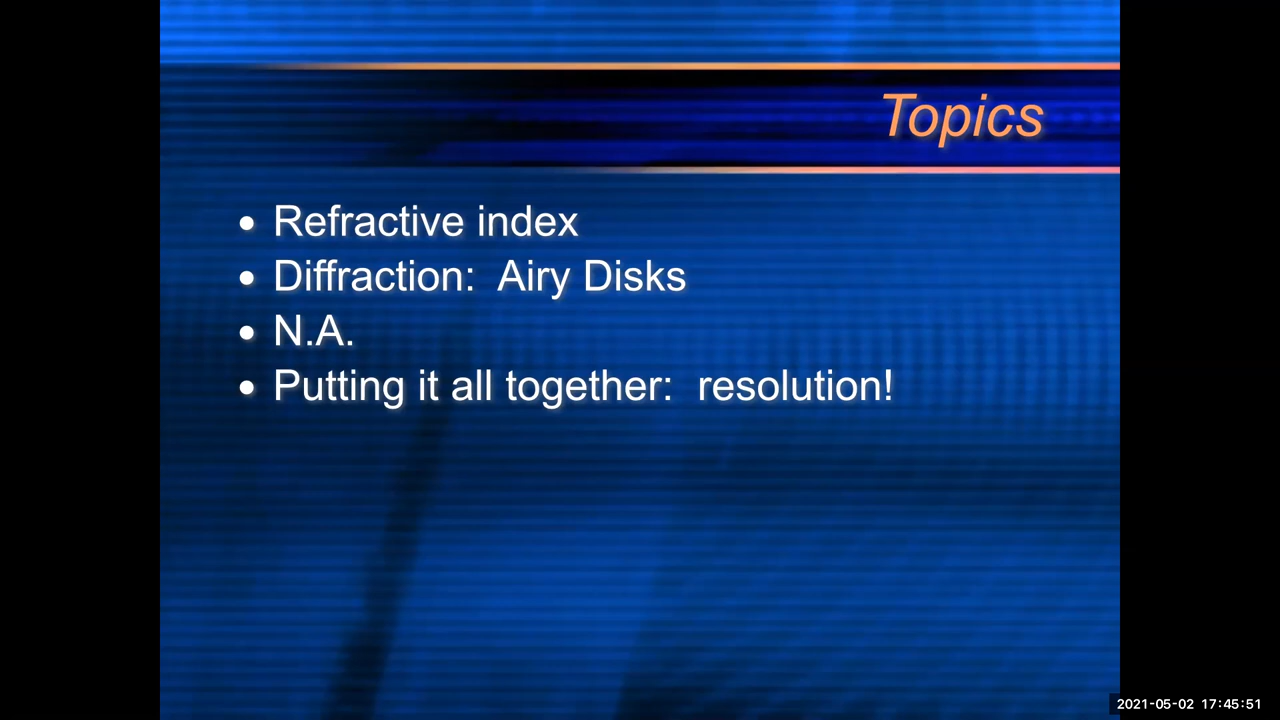 Topics
• Refractive index
• Diffraction:  Airy Disks
• N.A.
• Putting it all together:  resolution!
2021-05-02 17:45:51